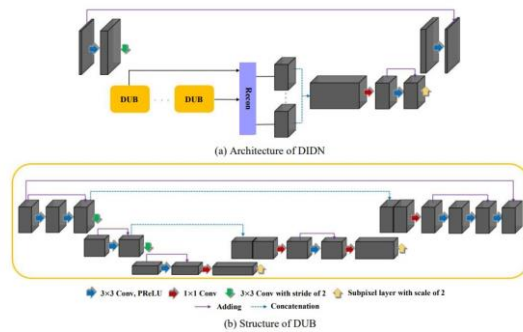 DUB
DUB
Recon
(a) Architecture of DIDN
3×3 Conv, PReLU
1×1 Conv
3×3 Conv with stride of 2
Subpixel layer with scale of 2
Adding
Concatenation
(b) Structure of DUB